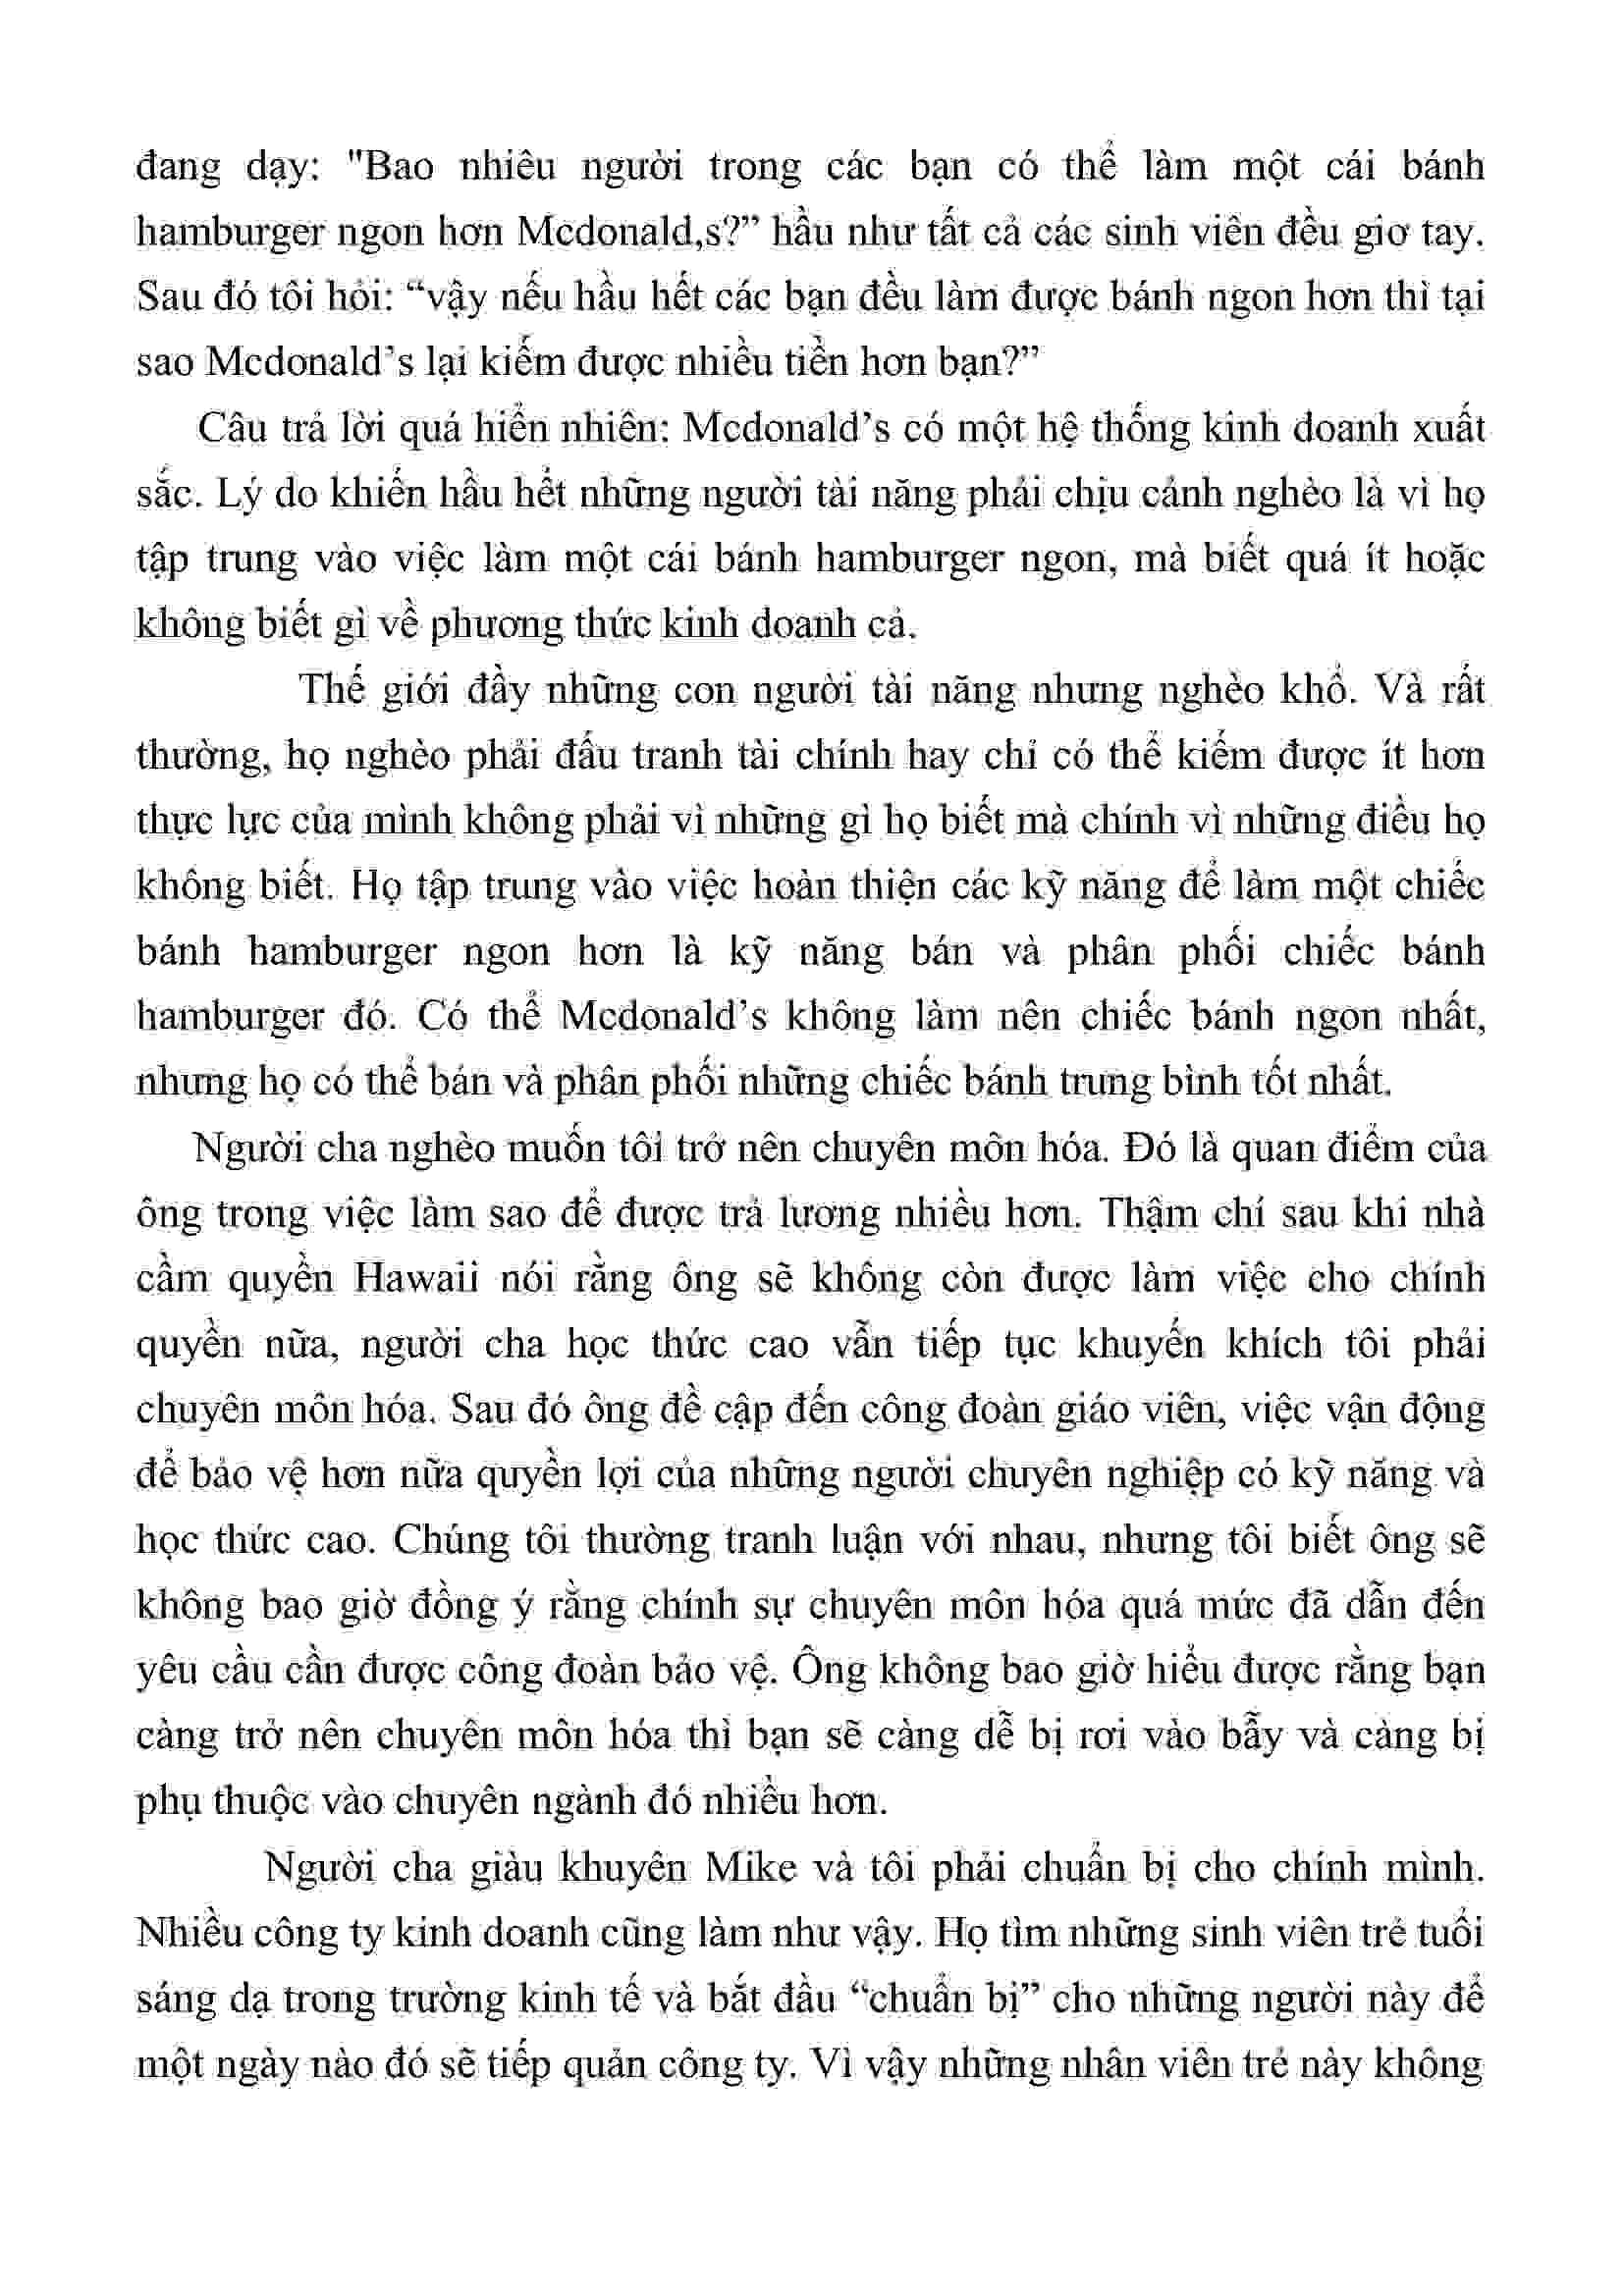 đang dạy: "Bao nhiêu người trong các bạn có thể làm một cái bánh
hamburger ngon hơn Mcdonald,s?” hầu như tất cả các sinh viên đều giơ tay.
Sau đó tôi hỏi: “vậy nếu hầu hết các bạn đều làm được bánh ngon hơn thì tại
sao Mcdonald’s lại kiếm được nhiều tiền hơn bạn?”
Câu trả lời quá hiển nhiên: Mcdonald’s có một hệ thống kinh doanh xuất
sắc. Lý do khiến hầu hết những người tài năng phải chịu cảnh nghèo là vì họ
tập trung vào việc làm một cái bánh hamburger ngon, mà biết quá ít hoặc
không biết gì về phương thức kinh doanh cả.
Thế giới đầy những con người tài năng nhưng nghèo khổ. Và rất
thường, họ nghèo phải đấu tranh tài chính hay chỉ có thể kiếm được ít hơn
thực lực của mình không phải vì những gì họ biết mà chính vì những điều họ
không biết. Họ tập trung vào việc hoàn thiện các kỹ năng để làm một chiếc
bánh hamburger ngon hơn là kỹ năng bán và phân phối chiếc bánh
hamburger đó. Có thể Mcdonald’s không làm nên chiếc bánh ngon nhất,
nhưng họ có thể bán và phân phối những chiếc bánh trung bình tốt nhất.
Người cha nghèo muốn tôi trở nên chuyên môn hóa. Đó là quan điểm của
ông trong việc làm sao để được trả lương nhiều hơn. Thậm chí sau khi nhà
cầm quyền Hawaii nói rằng ông sẽ không còn được làm việc cho chính
quyền nữa, người cha học thức cao vẫn tiếp tục khuyến khích tôi phải
chuyên môn hóa. Sau đó ông đề cập đến công đoàn giáo viên, việc vận động
để bảo vệ hơn nữa quyền lợi của những người chuyên nghiệp có kỹ năng và
học thức cao. Chúng tôi thường tranh luận với nhau, nhưng tôi biết ông sẽ
không bao giờ đồng ý rằng chính sự chuyên môn hóa quá mức đã dẫn đến
yêu cầu cần được công đoàn bảo vệ. Ông không bao giờ hiểu được rằng bạn
càng trở nên chuyên môn hóa thì bạn sẽ càng dễ bị rơi vào bẫy và càng bị
phụ thuộc vào chuyên ngành đó nhiều hơn.
Người cha giàu khuyên Mike và tôi phải chuẩn bị cho chính mình.
Nhiều công ty kinh doanh cũng làm như vậy. Họ tìm những sinh viên trẻ tuổi
sáng dạ trong trường kinh tế và bắt đầu “chuẩn bị” cho những người này để
một ngày nào đó sẽ tiếp quản công ty. Vì vậy những nhân viên trẻ này không